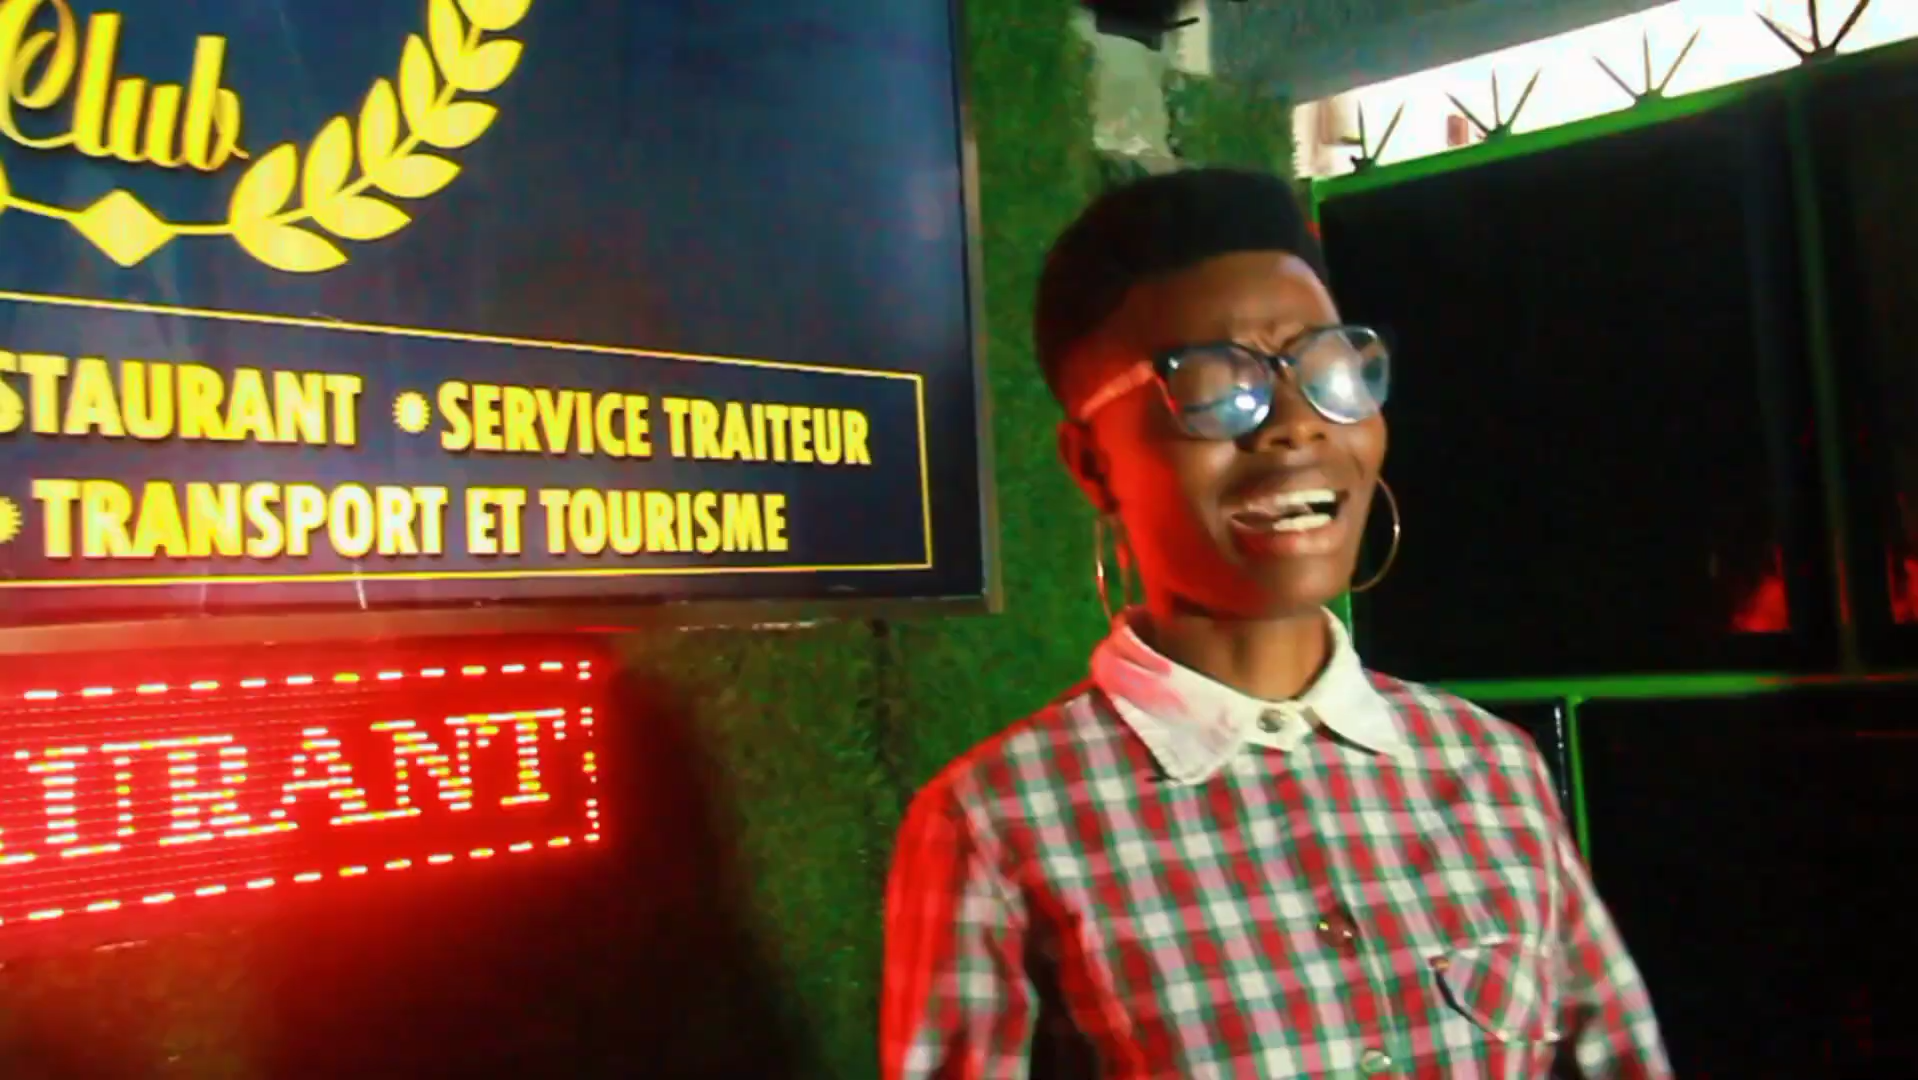 Club
STAURANT • SERVICE TRAITEUR
• TRANSPORT ET TOURISME
URANT